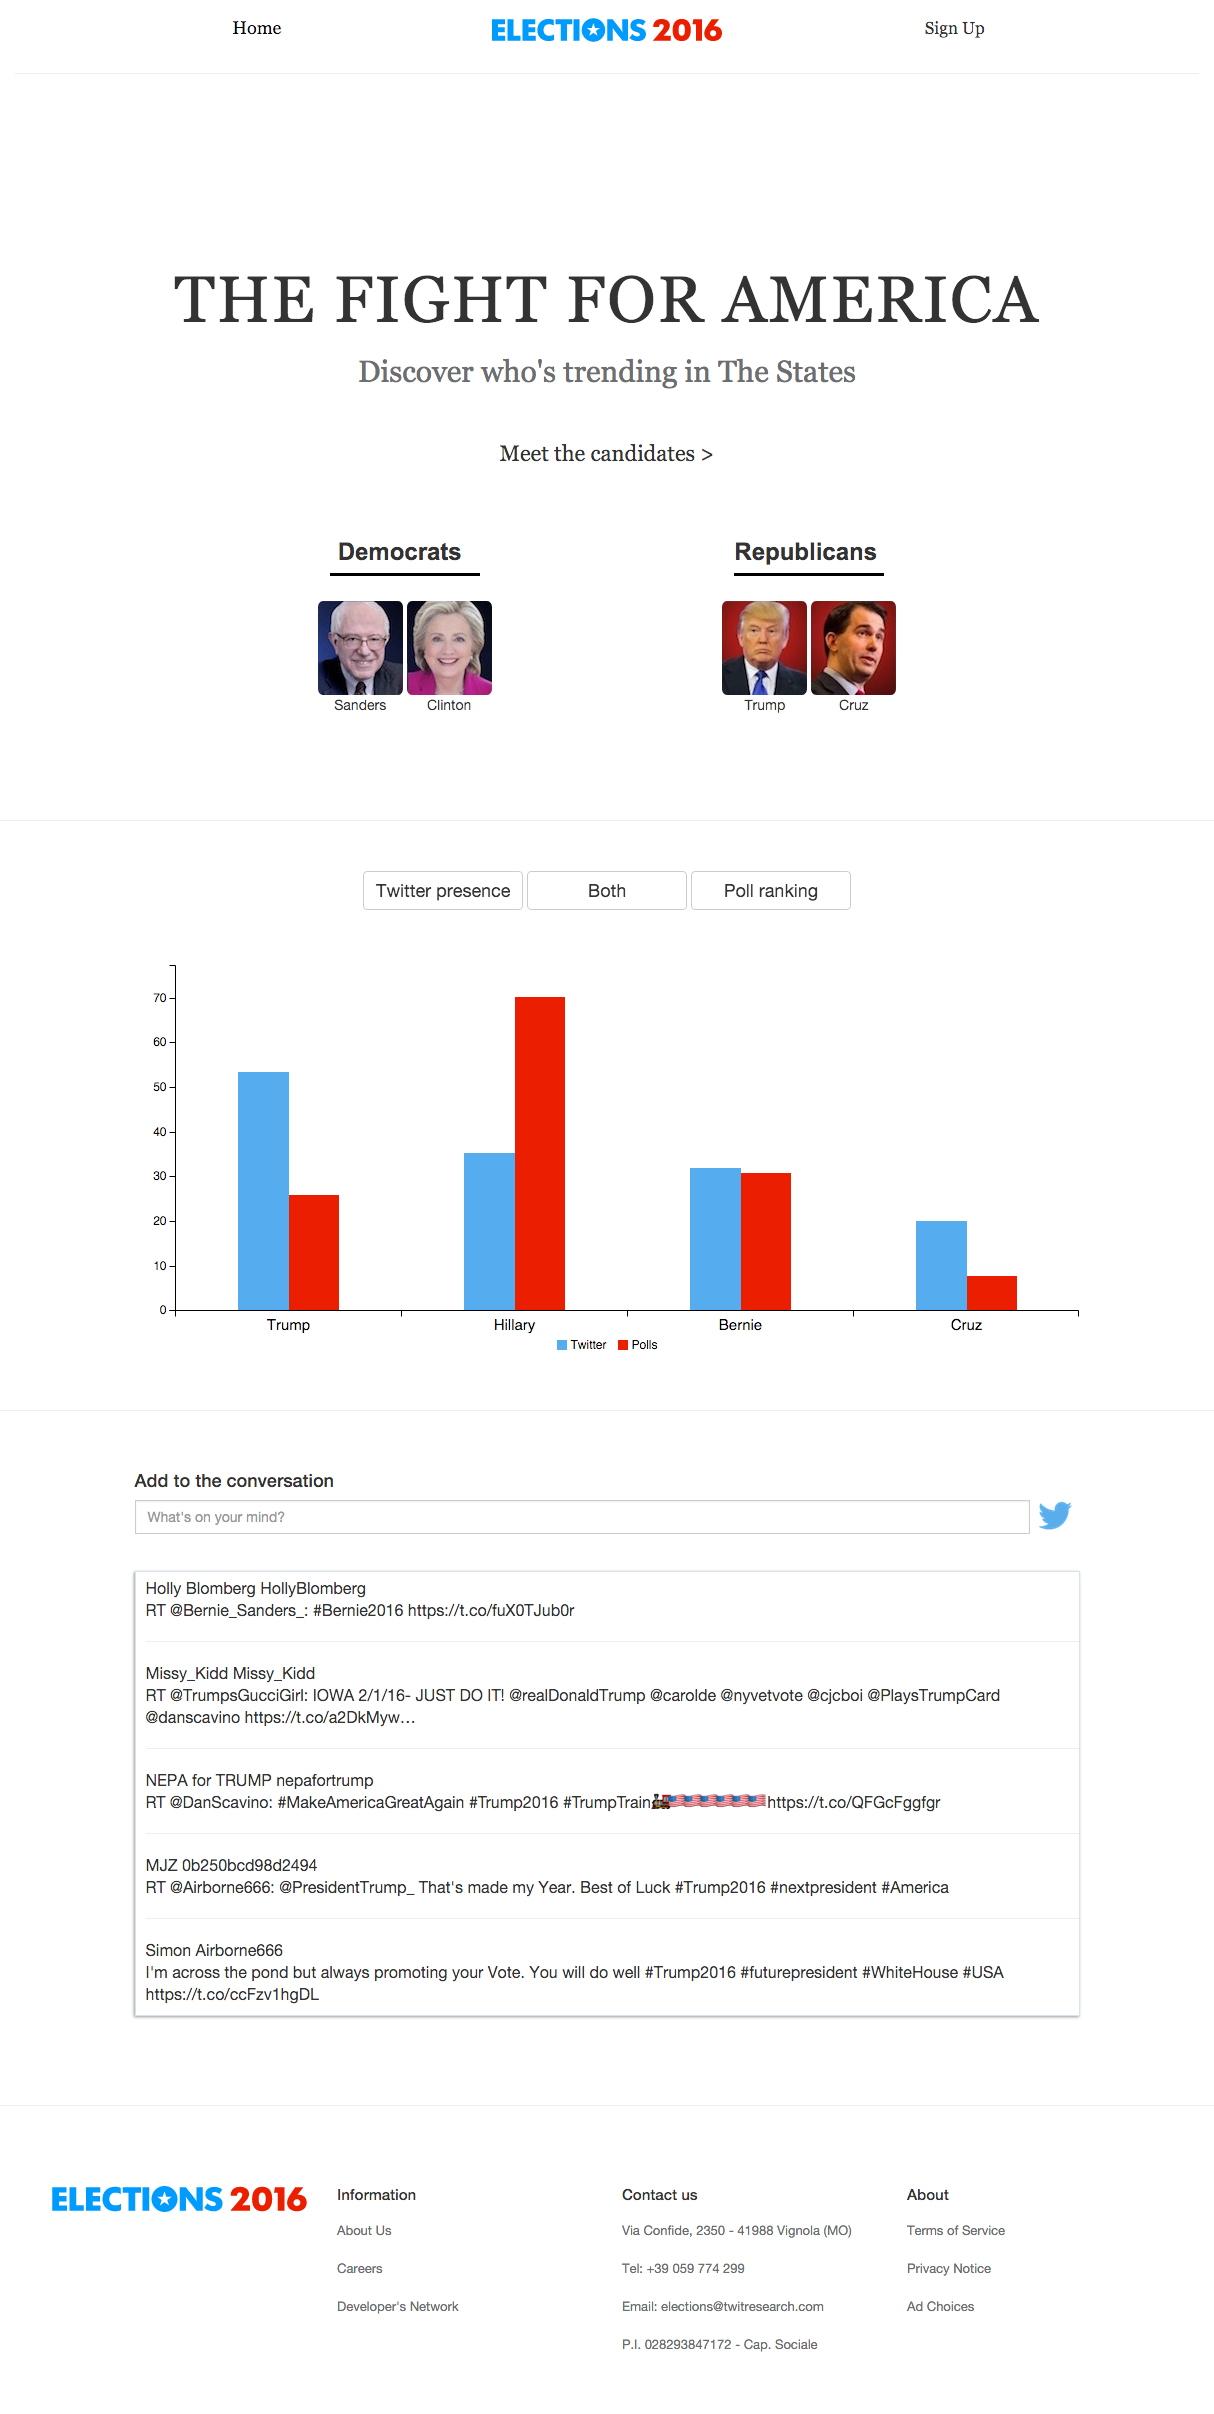 Home
ELECTIONS 2016
Sign Up
THE FIGHT FOR AMERICA
Discover who's trending in The States
Meet the candidates >
Democrats
Republicans
Sanders
Clinton
Trump
Cruz
Twitter presence
Both
Poll ranking
70
60
50
40
30
20
10
0
Trump
Hillary
Bernie
Cruz
Twitter
Polls
Add to the conversation
What's on your mind?
Holly Blomberg HollyBlomberg
RT @Bernie_Sanders_: #Bernie2016 https://t.co/fuX0TJub0r
Missy_Kidd Missy_Kidd
RT @TrumpsGucciGirl: IOWA 2/1/16- JUST DO IT! @realDonaldTrump @carolde @nyvetvote @cjcboi @PlaysTrumpCard
@danscavino https://t.co/a2DkMyw…
NEPA for TRUMP nepafortrump
RT @DanScavino: #MakeAmericaGreatAgain #Trump2016 #TrumpTrain https://t.co/QFGcFggfgr
MJZ 0b250bcd98d2494
RT @Airborne666: @PresidentTrump_ That's made my Year. Best of Luck #Trump2016 #nextpresident #America
Simon Airborne666
I'm across the pond but always promoting your Vote. You will do well #Trump2016 #futurepresident #WhiteHouse #USA
https://t.co/ccFzv1hgDL
ELECTIONS 2016
Information
About Us
Careers
Developer's Network
Contact us
Via Confide, 2350 - 41988 Vignola (MO)
Tel: +39 059 774 299
Email: elections@twitresearch.com
P.I. 028293847172 - Cap. Sociale
About
Terms of Service
Privacy Notice
Ad Choices